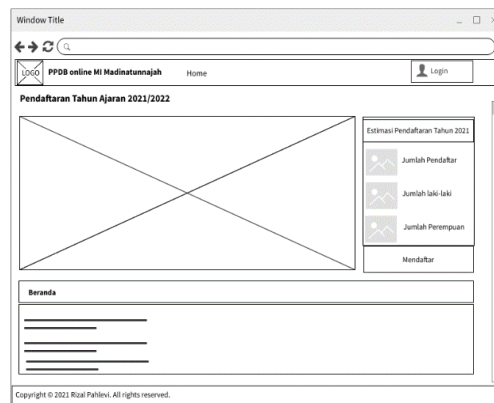 Window Title
LOGO PPDB online MI Madinatunnajah Home Login
Pendaftaran Tahun Ajaran 2021/2022
Estimasi Pendaftaran Tahun 2021
Jumlah Pendaftar
Jumlah laki-laki
Jumlah Perempuan
Mendaftar
Beranda
Copyright © 2021 Rizal Pahlevi. All rights reserved.